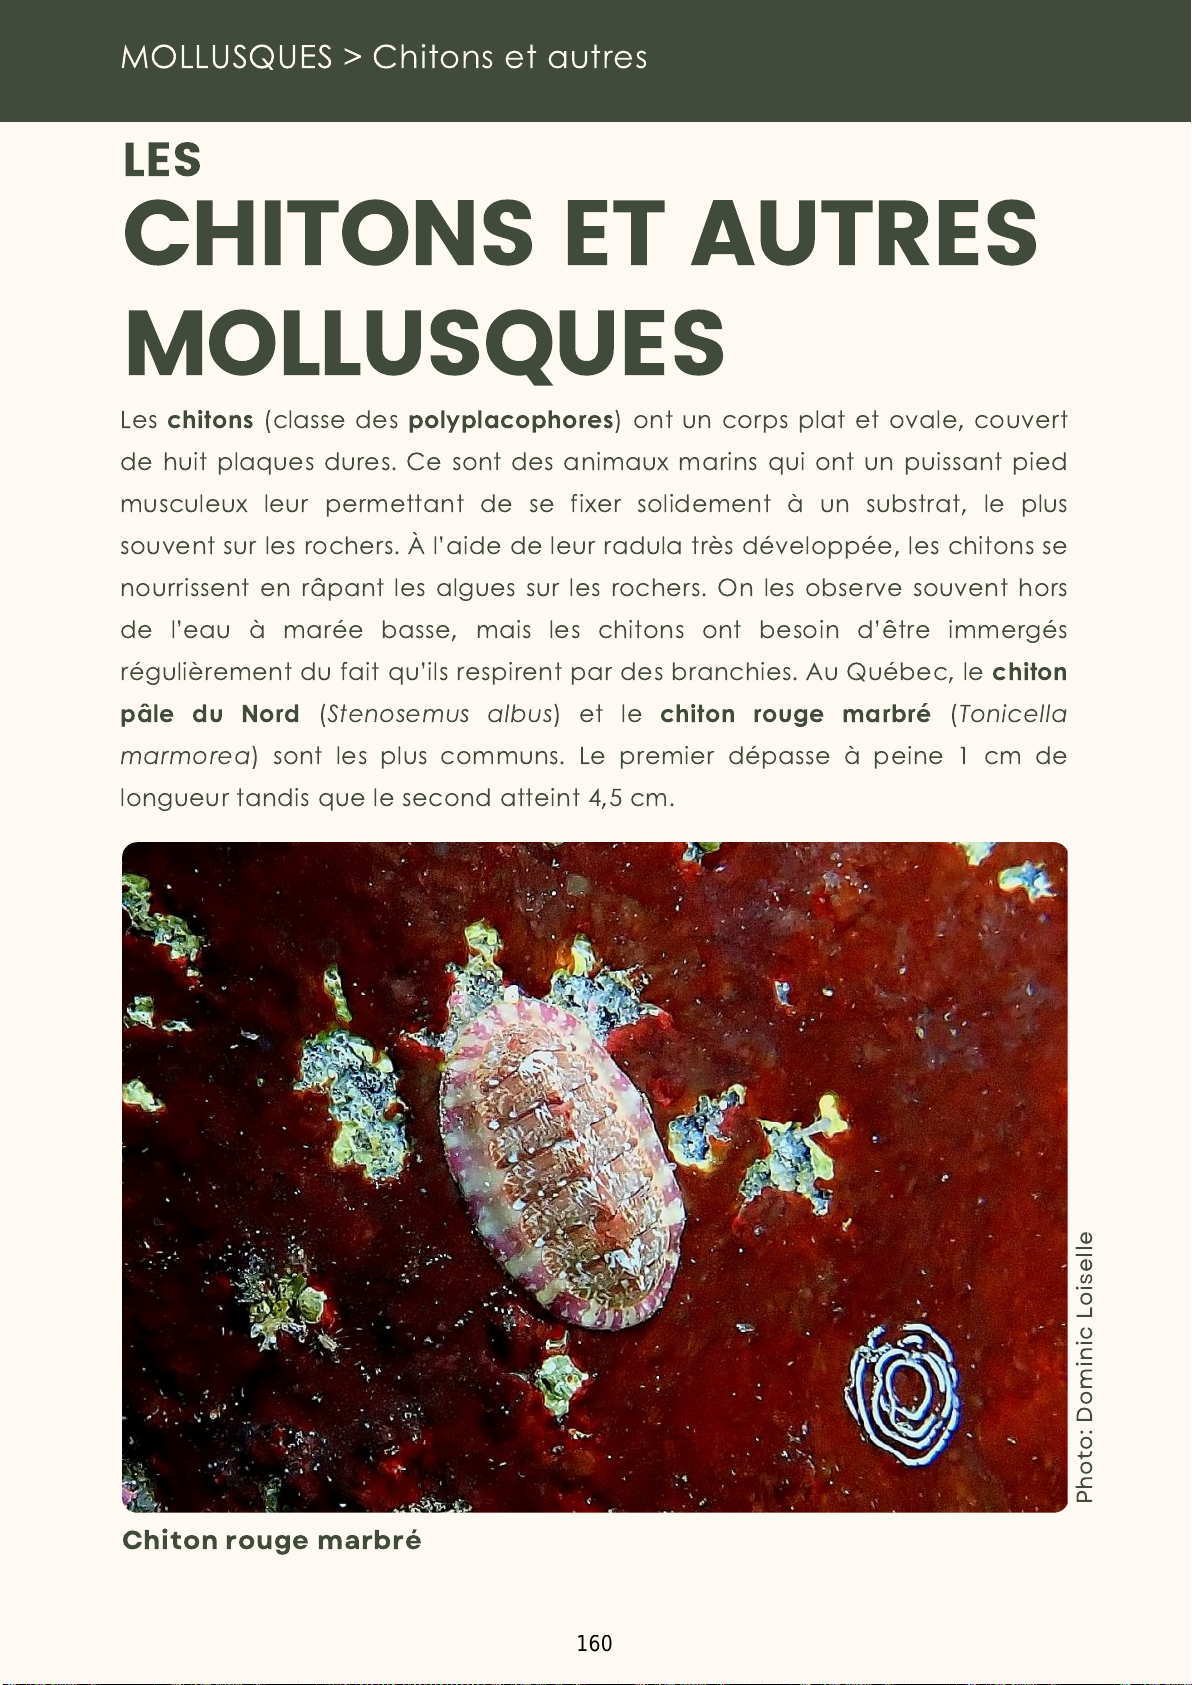 MOLLUSQUES > Chitons et autres
LES
CHITONS ET AUTRES
MOLLUSQUES
Les chitons (classe des polyplacophores) ont un corps plat et ovale, couvert
de huit plaques dures. Ce sont des animaux marins qui ont un puissant pied
musculeux leur permettant de se fixer solidement à un substrat, le plus
souvent sur les rochers. À l’aide de leur radula très développée, les chitons se
nourrissent en râpant les algues sur les rochers. On les observe souvent hors
de l’eau à marée basse, mais les chitons ont besoin d’être immergés
régulièrement du fait qu’ils respirent par des branchies. Au Québec, le chiton
pâle du Nord (Stenosemus albus) et le chiton rouge marbré (Tonicella
marmorea) sont les plus communs. Le premier dépasse à peine 1 cm de
longueur tandis que le second atteint 4,5 cm.
Photo: Dominic Loiselle
Chiton rouge marbré
160